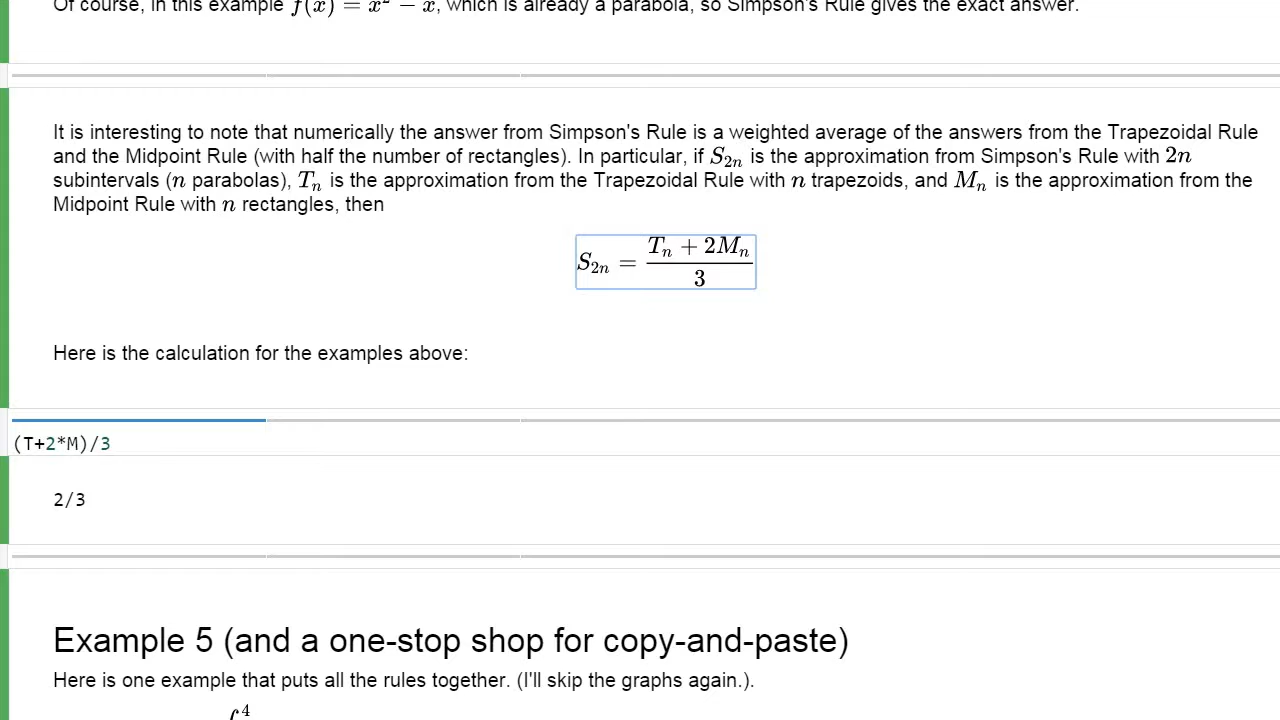 Of course, in this example f(x) = x² − x, which is already a parabola, so Simpson's Rule gives the exact answer.
It is interesting to note that numerically the answer from Simpson's Rule is a weighted average of the answers from the Trapezoidal Rule
and the Midpoint Rule (with half the number of rectangles). In particular, if S₂ₙ is the approximation from Simpson's Rule with 2n
subintervals (n parabolas), Tₙ is the approximation from the Trapezoidal Rule with n trapezoids, and Mₙ is the approximation from the
Midpoint Rule with n rectangles, then
S₂ₙ = (Tₙ + 2Mₙ) / 3
Here is the calculation for the examples above:
(T+2*M)/3
2/3
Example 5 (and a one-stop shop for copy-and-paste)
Here is one example that puts all the rules together. (I'll skip the graphs again.).
∫⁴